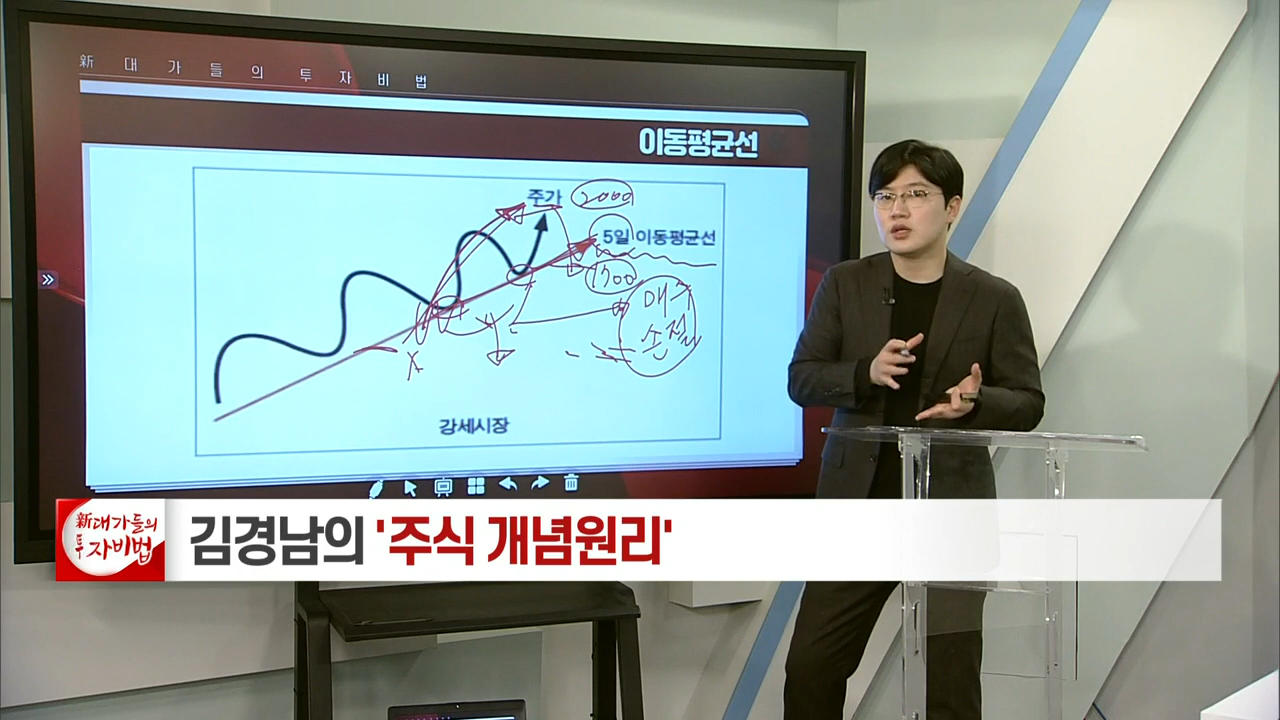 新 대가들의 투자비법
이동평균선
주가 2000
5일 이동평균선
1700
매수
손절
강세시장
新대가들의
투자비법
김경남의 '주식 개념원리'